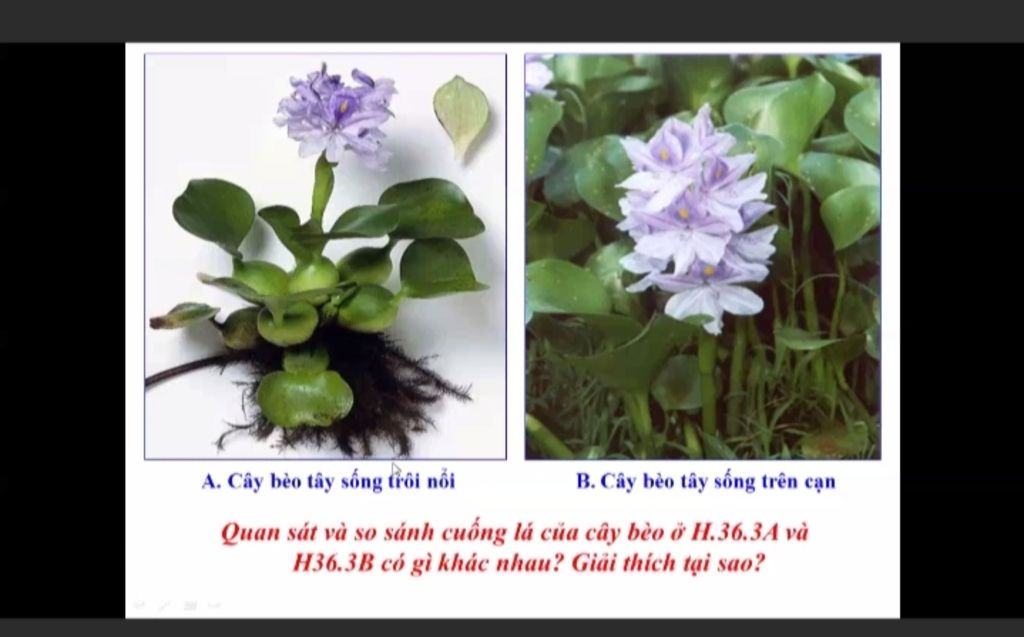 A. Cây bèo tây sống trôi nổi
B. Cây bèo tây sống trên cạn
Quan sát và so sánh cuống lá của cây bèo ở H.36.3A và
H36.3B có gì khác nhau? Giải thích tại sao?